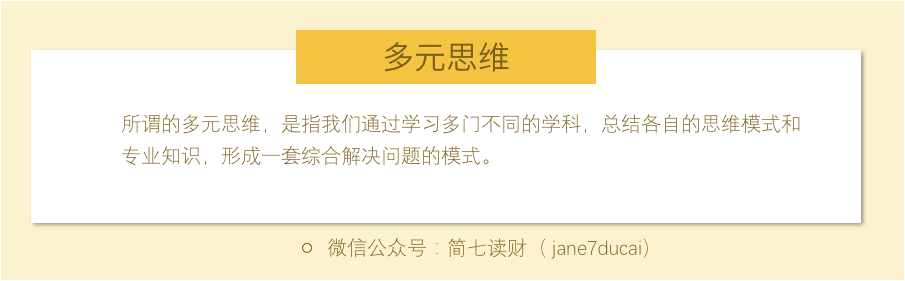 多元思维
所谓的多元思维，是指我们通过学习多门不同的学科，总结各自的思维模式和
专业知识，形成一套综合解决问题的模式。
微信公众号：简七读财（jane7ducai）